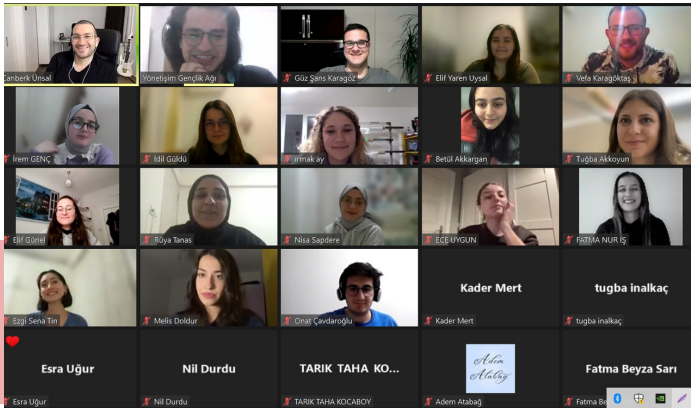 Canberk Ünsal
Yönetişim Gençlik Ağı
Güz Şans Karagöz
Elif Yaren Uysal
Vefa Karagöktaş
İrem GENÇ
İdil Güldü
ırmak ay
Betül Akkargan
Tuğba Akkoyun
Elif Günel
Rüya Tanas
Nisa Sapdere
ECE UYGUN
FATMA NUR İŞ
Ezgi Sena Tin
Melis Doldur
Onat Çavdaroğlu
Kader Mert
Kader Mert
tugba inalkaç
tugba inalkaç
Esra Uğur
Esra Uğur
Nil Durdu
Nil Durdu
TARIK TAHA KO...
TARIK TAHA KOCABOY
Adem
Atabağ
Adem Atabağ
Fatma Beyza Sarı
Fatma Be